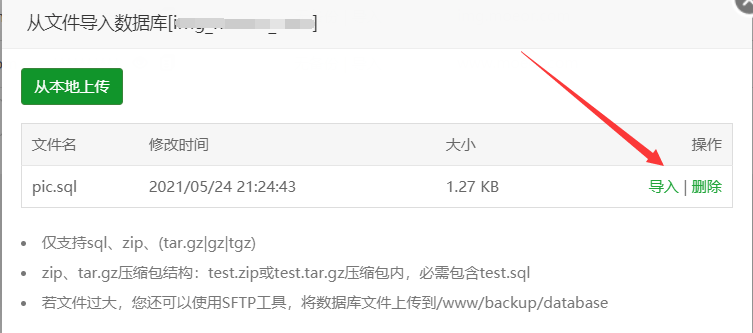 从文件导入数据库[img_ _ ]
从本地上传
文件名 修改时间 大小 操作
pic.sql 2021/05/24 21:24:43 1.27 KB 导入 | 删除
仅支持sql、zip、(tar.gz|gz|tgz)
zip、tar.gz压缩包结构：test.zip或test.tar.gz压缩包内，必需包含test.sql
若文件过大，您还可以使用SFTP工具，将数据库文件上传到/www/backup/database